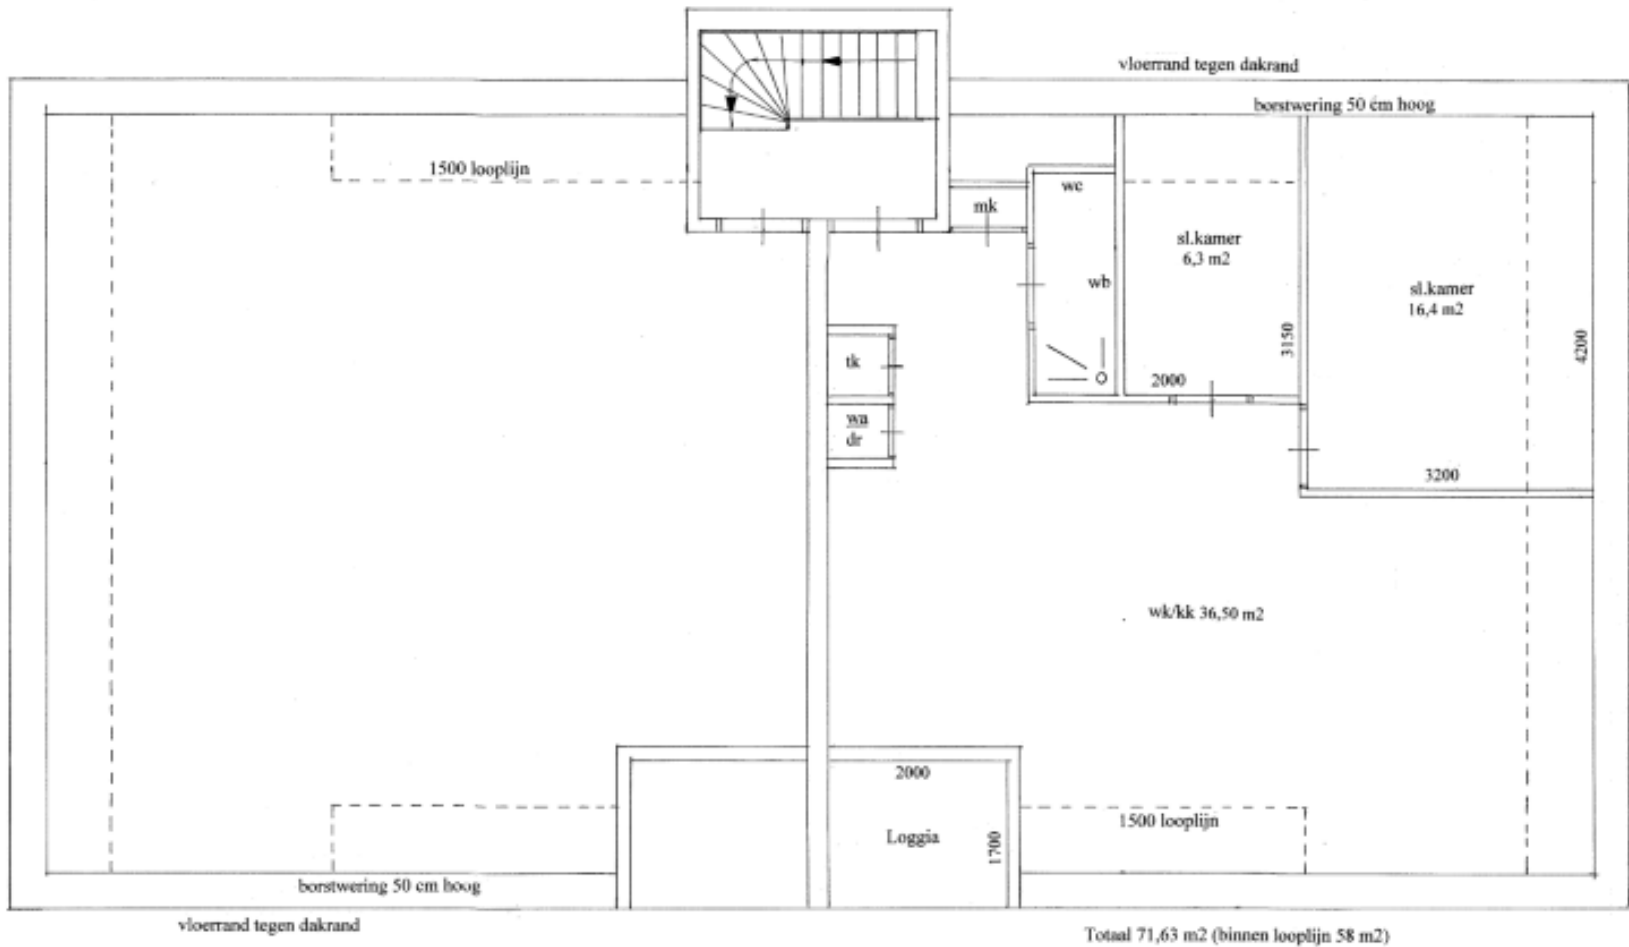 vloerrand tegen dakrand
borstwering 50 cm hoog
1500 looplijn
wc
mk
sl.kamer
6,3 m2
wb
sl.kamer
16,4 m2
3150
4200
tk
2000
wa
dr
3200
wk/kk 36,50 m2
2000
Loggia
1700
1500 looplijn
borstwering 50 cm hoog
vloerrand tegen dakrand
Totaal 71,63 m2 (binnen looplijn 58 m2)